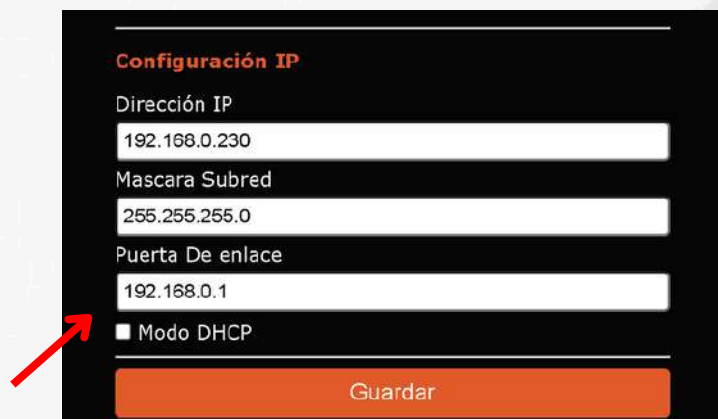 Configuración IP
Dirección IP
192.168.0.230
Mascara Subred
255.255.255.0
Puerta De enlace
192.168.0.1
Modo DHCP
Guardar